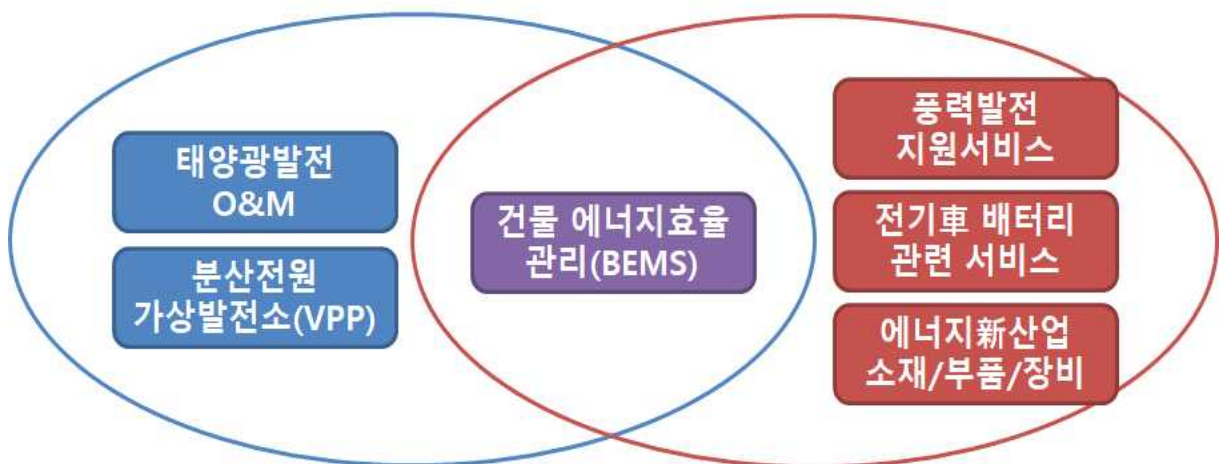 태양광발전
O&M
분산전원
가상발전소(VPP)
건물 에너지효율
관리(BEMS)
풍력발전
지원서비스
전기車 배터리
관련 서비스
에너지新산업
소재/부품/장비